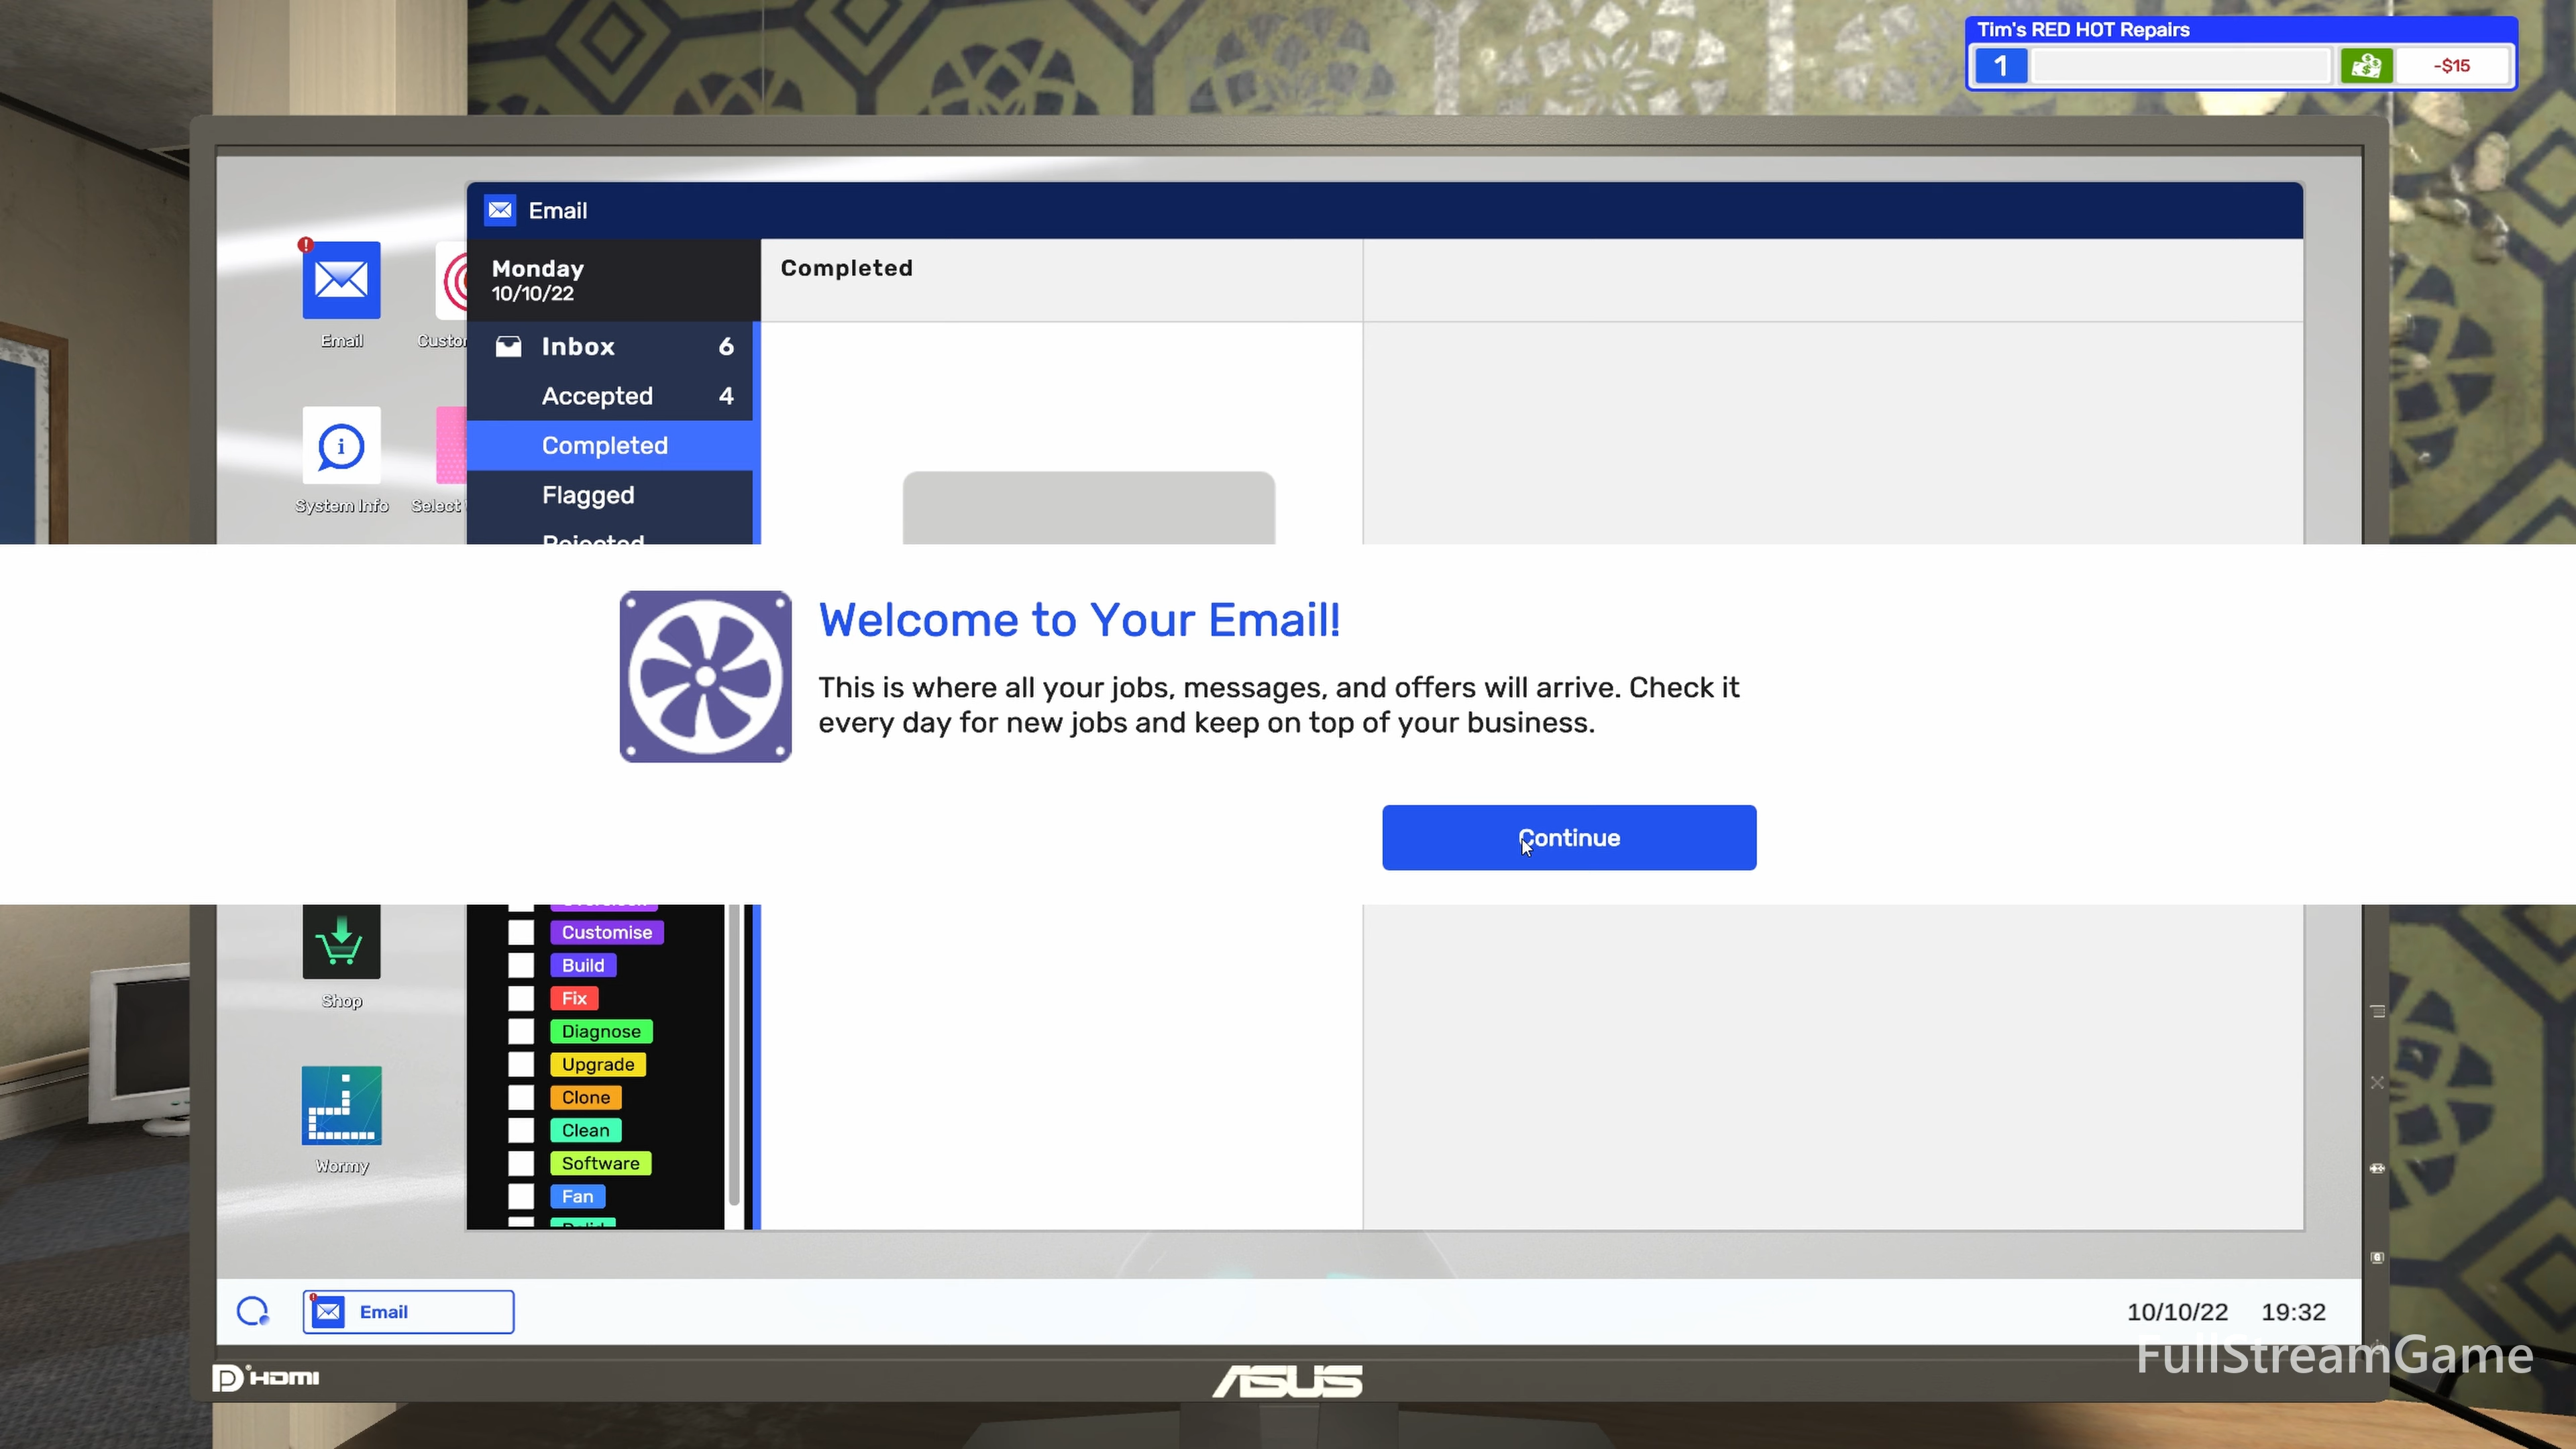 Tim's RED HOT Repairs
1
-$15
Email
Monday
10/10/22
Completed
Inbox 6
Accepted 4
Completed
Flagged
Rejected
Email
System Info
Select
Welcome to Your Email!
This is where all your jobs, messages, and offers will arrive. Check it
every day for new jobs and keep on top of your business.
Continue
Customise
Build
Fix
Diagnose
Upgrade
Clone
Clean
Software
Fan
Shop
Wormy
Email
10/10/22 19:32
FullStreamGame
HDMI
ASUS